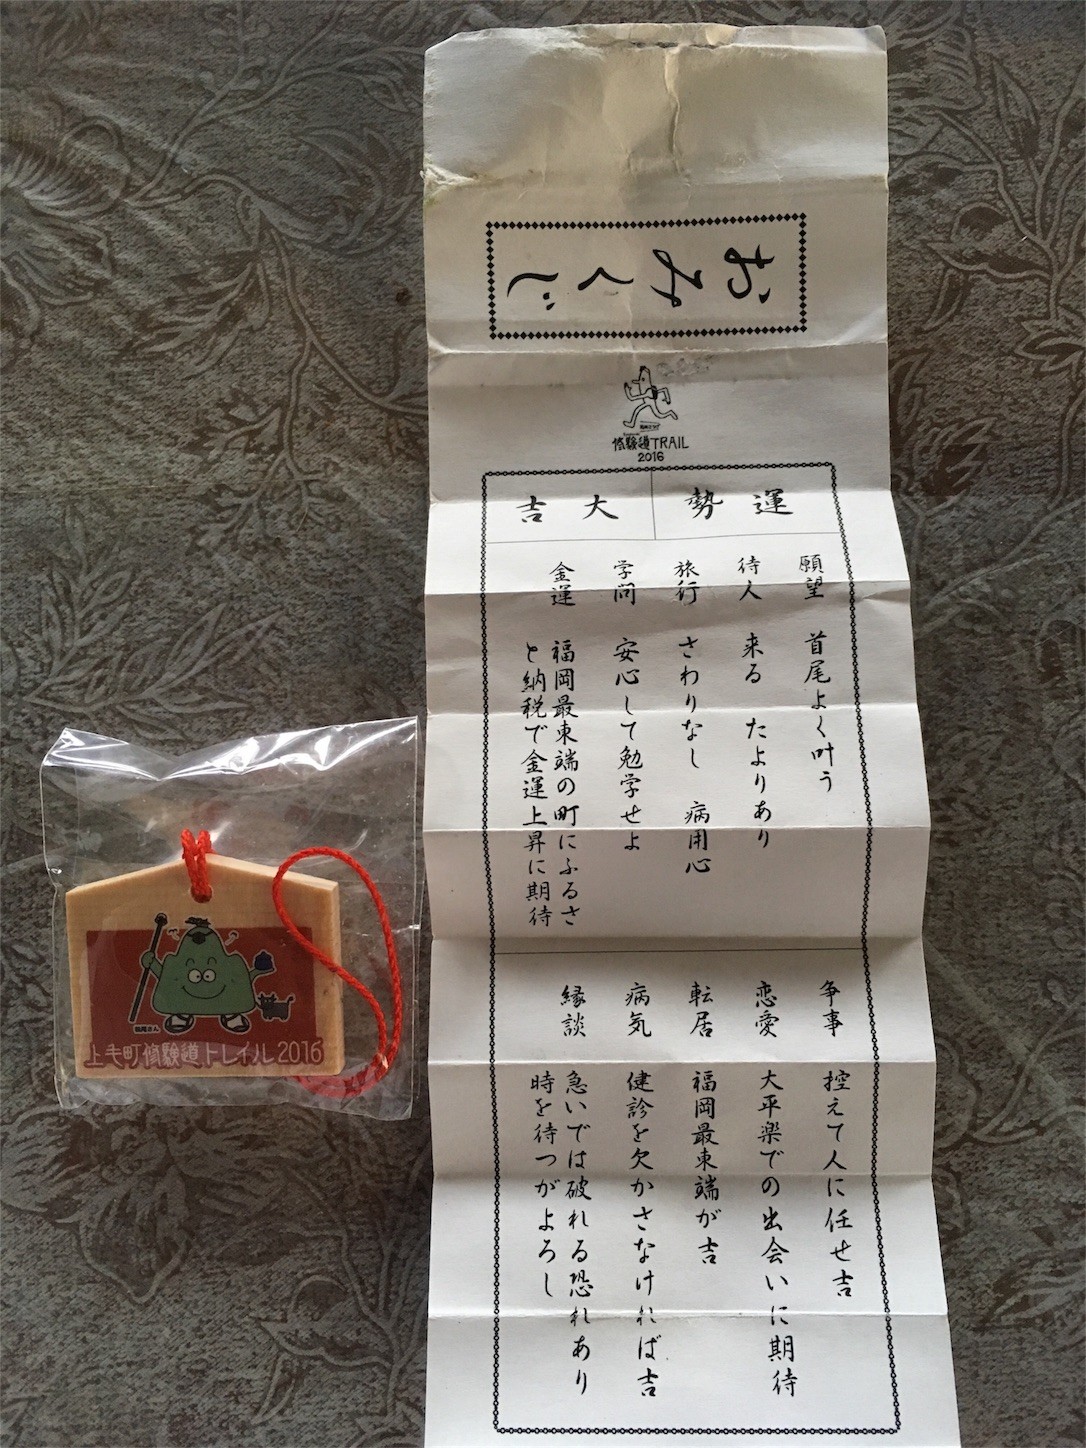 おみくじ
修験道TRAIL
2016
運勢 大吉
願望 首尾よく叶う
待人 来る たよりあり
旅行 さわりなし 病用心
学問 安心して勉学せよ
金運 福岡最東端の町にふるさ
と納税で金運上昇に期待
争事 控えて人に任せ吉
恋愛 大平楽での出会いに期待
転居 福岡最東端が吉
病気 健診を欠かさなければ吉
縁談 急いでは破れる恐れあり
時を待つがよろし
上毛町修験道トレイル2016